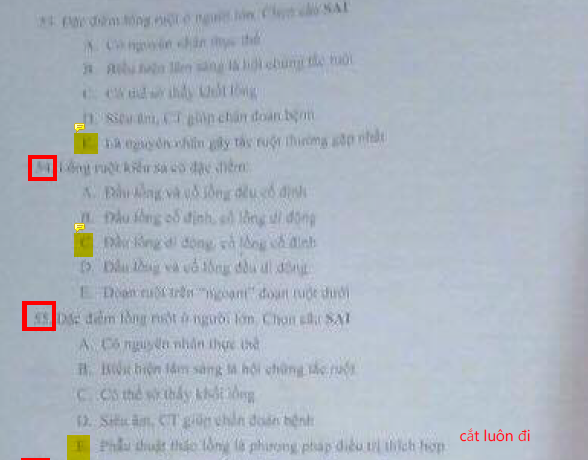 53. Đặc điểm lồng ruột ở người lớn. Chọn câu SAI
A. Có nguyên nhân thực thể
B. Biểu hiện lâm sàng là hội chứng tắc ruột
C. Có thể sờ thấy khối lồng
D. Siêu âm, CT giúp chẩn đoán bệnh
E. Là nguyên nhân gây tắc ruột thường gặp nhất
54. Lồng ruột kiểu sa có đặc điểm:
A. Đầu lồng và cổ lồng đều cố định
B. Đầu lồng cố định, cổ lồng di động
C. Đầu lồng di động, cổ lồng cố định
D. Đầu lồng và cổ lồng đều di động
E. Đoạn ruột trên "ngoạm" đoạn ruột dưới
55. Đặc điểm lồng ruột ở người lớn. Chọn câu SAI
A. Có nguyên nhân thực thể
B. Biểu hiện lâm sàng là hội chứng tắc ruột
C. Có thể sờ thấy khối lồng
D. Siêu âm, CT giúp chẩn đoán bệnh
E. Phẫu thuật tháo lồng là phương pháp điều trị thích hợp
cắt luôn đi